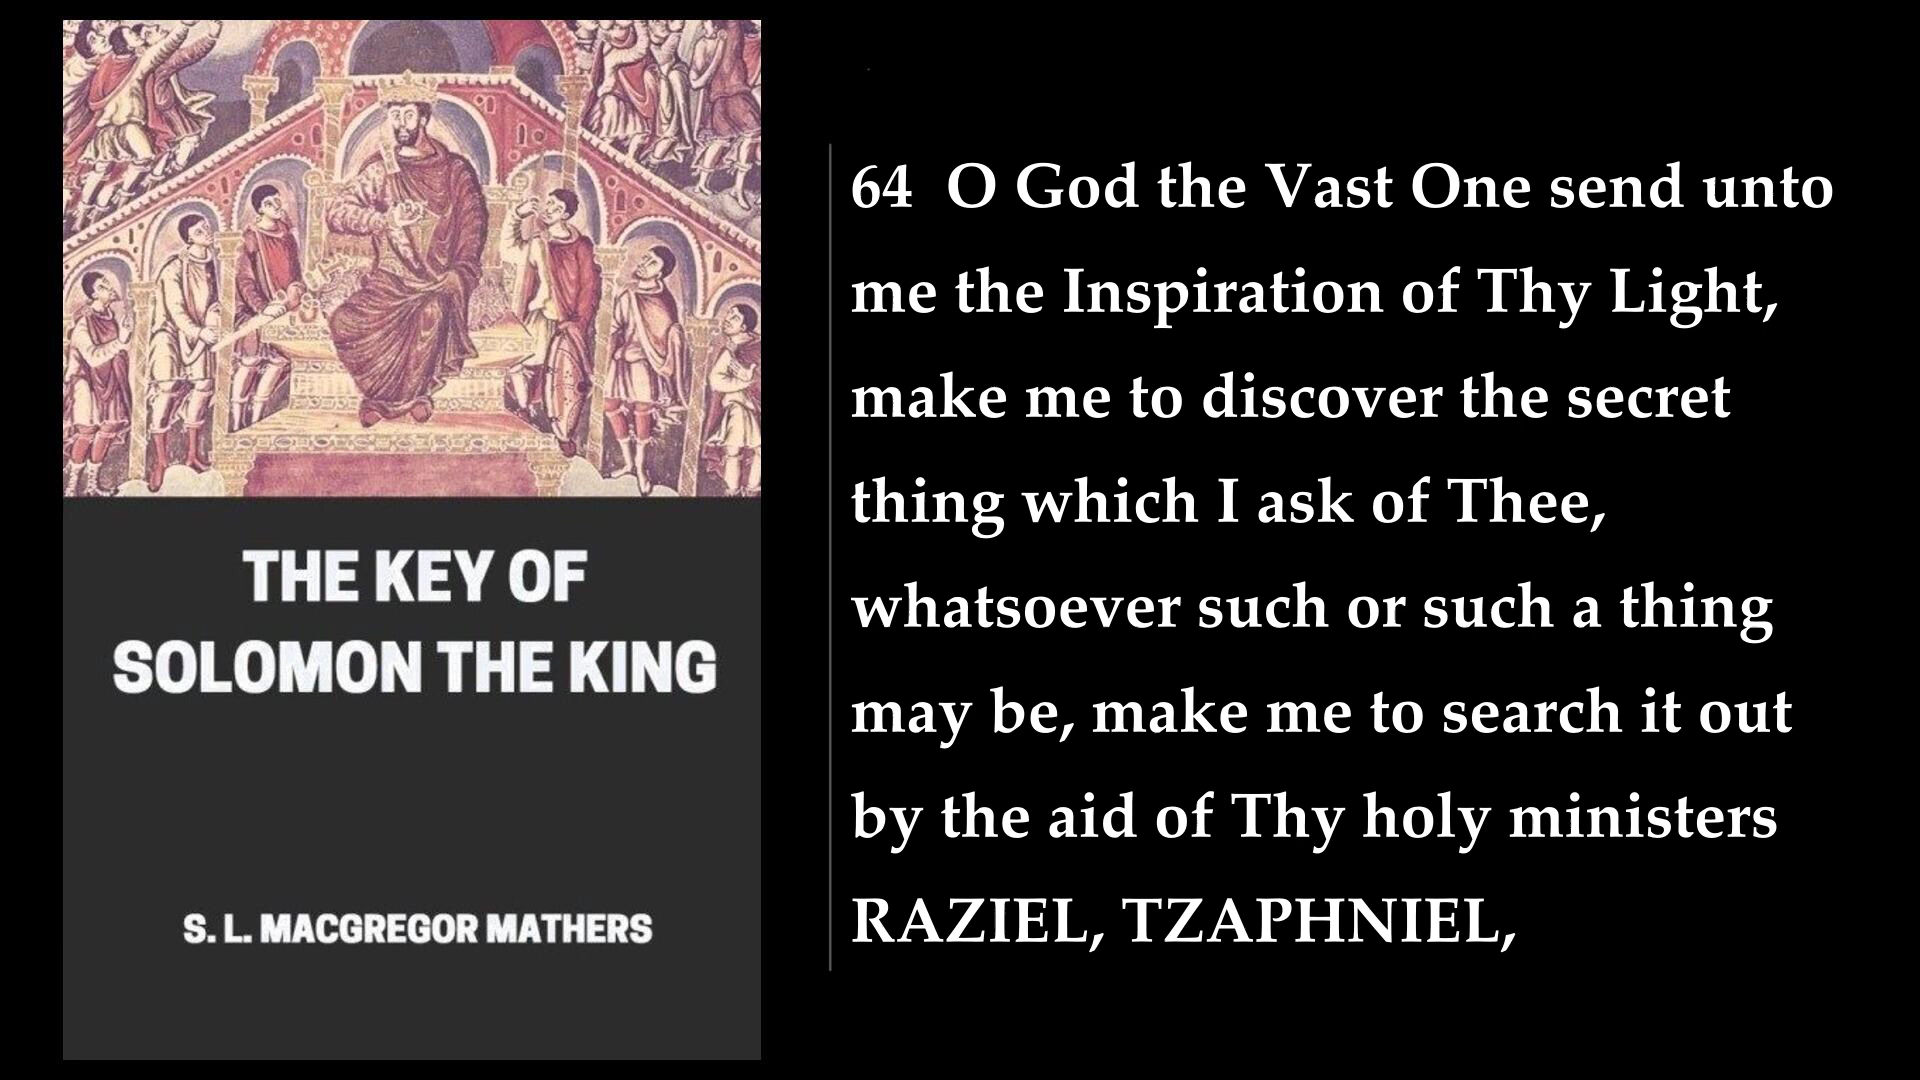 THE KEY OF
SOLOMON THE KING
S. L. MACGREGOR MATHERS
64 O God the Vast One send unto
me the Inspiration of Thy Light,
make me to discover the secret
thing which I ask of Thee,
whatsoever such or such a thing
may be, make me to search it out
by the aid of Thy holy ministers
RAZIEL, TZAPHNIEL,